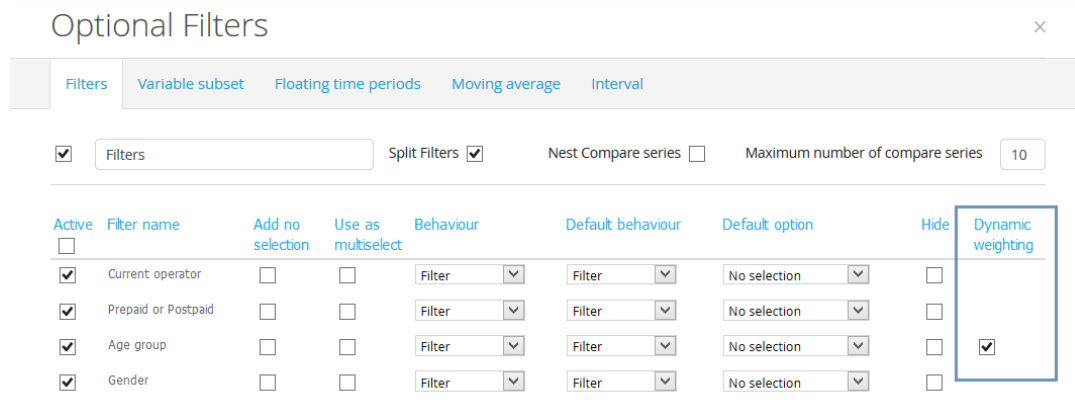 Optional Filters
Filters Variable subset Floating time periods Moving average Interval
Filters Split Filters Nest Compare series Maximum number of compare series 10
Active Filter name Add no selection Use as multiselect Behaviour Default behaviour Default option Hide Dynamic weighting
Current operator Filter Filter No selection
Prepaid or Postpaid Filter Filter No selection
Age group Filter Filter No selection
Gender Filter Filter No selection